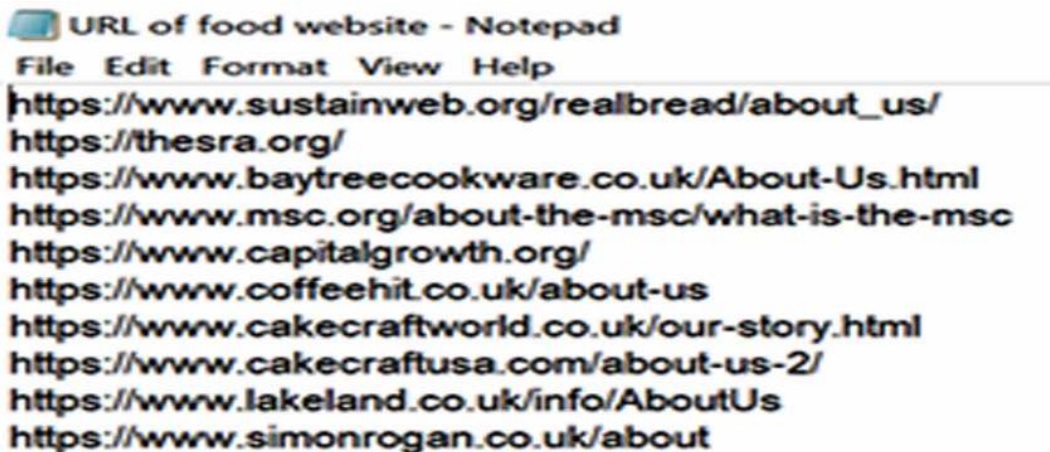 URL of food website - Notepad
File Edit Format View Help
https://www.sustainweb.org/realbread/about_us/
https://thesra.org/
https://www.baytreecookware.co.uk/About-Us.html
https://www.msc.org/about-the-msc/what-is-the-msc
https://www.capitalgrowth.org/
https://www.coffeehit.co.uk/about-us
https://www.cakecraftworld.co.uk/our-story.html
https://www.cakecraftusa.com/about-us-2/
https://www.lakeland.co.uk/info/AboutUs
https://www.simonrogan.co.uk/about